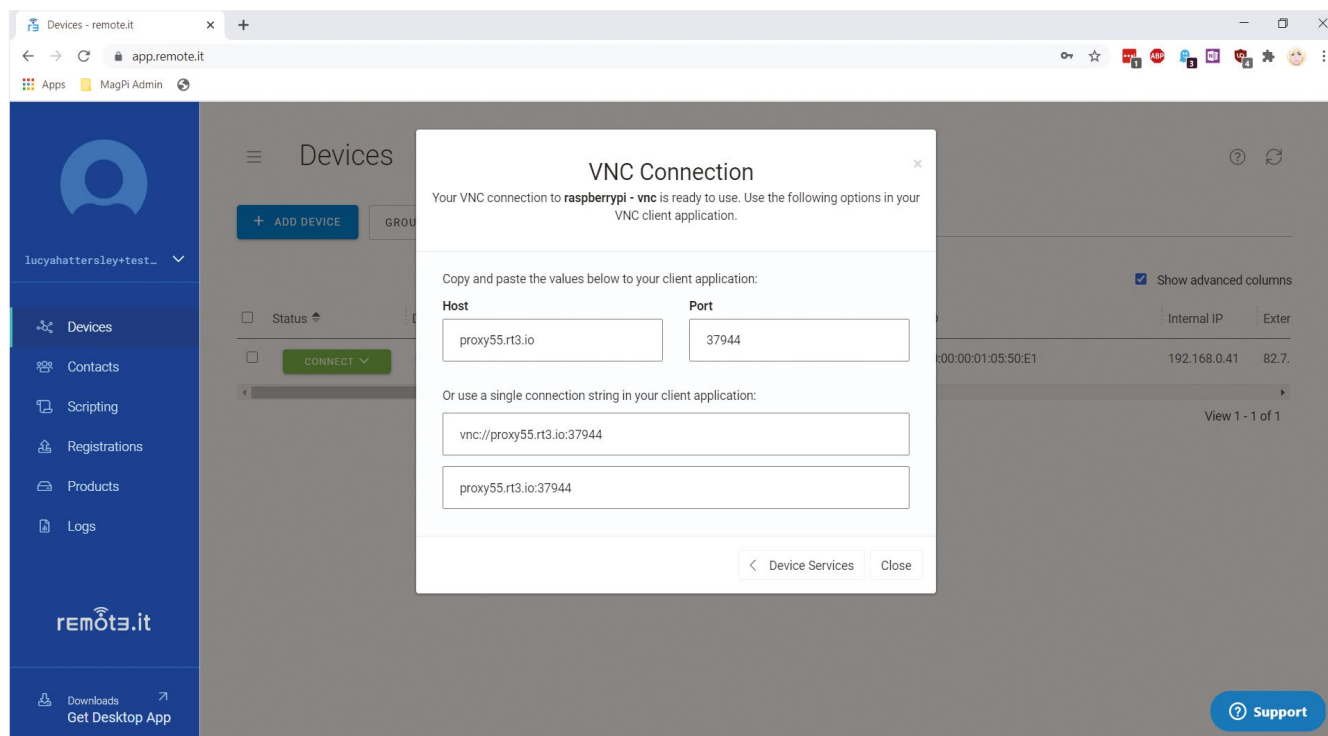 Devices - remote.it
app.remote.it
Apps
MagPi Admin
lucyahattersley+test…
Devices
Contacts
Scripting
Registrations
Products
Logs
remot3.it
Downloads
Get Desktop App
Devices
+ ADD DEVICE
GROU
Show advanced columns
Status
Internal IP
Exter
CONNECT
:00:00:01:05:50:E1
192.168.0.41
82.7.
View 1 - 1 of 1
VNC Connection
Your VNC connection to raspberrypi - vnc is ready to use. Use the following options in your
VNC client application.
Copy and paste the values below to your client application:
Host
Port
proxy55.rt3.io
37944
Or use a single connection string in your client application:
vnc://proxy55.rt3.io:37944
proxy55.rt3.io:37944
Device Services
Close
Support